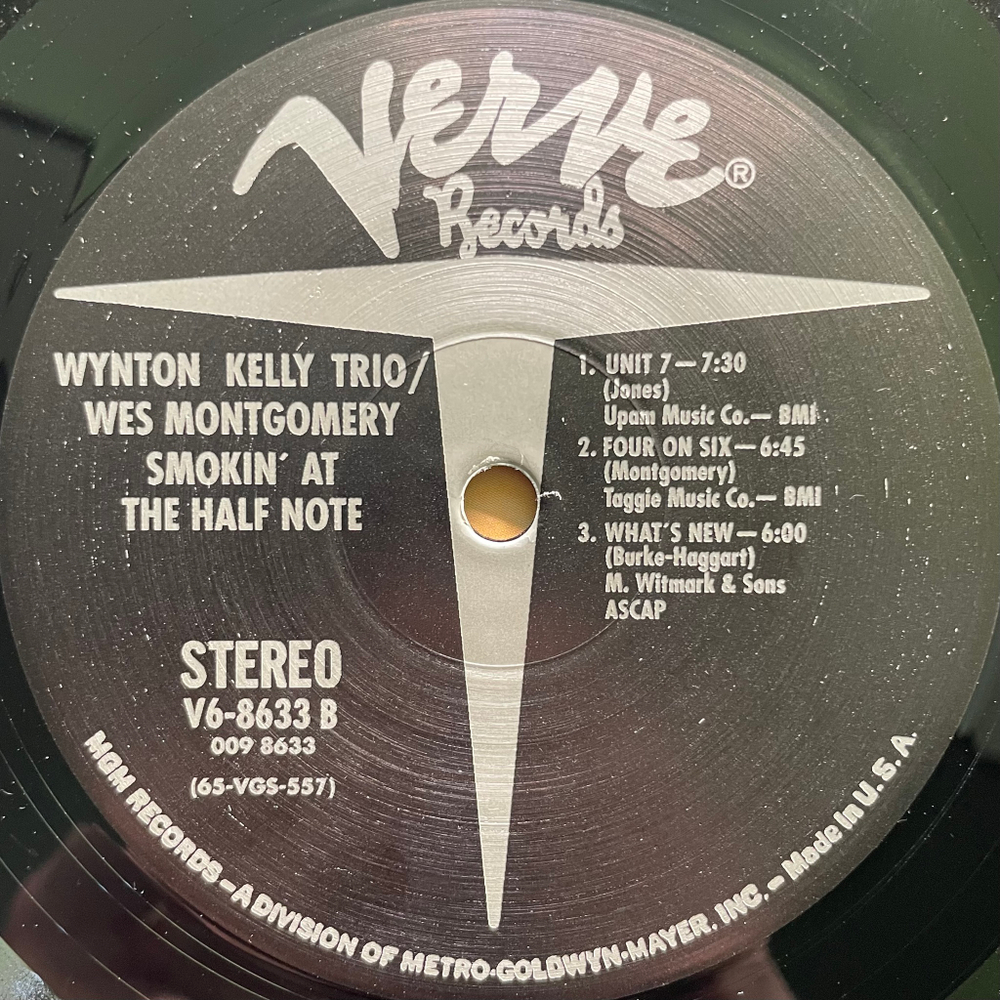 Verve®
Records
WYNTON KELLY TRIO/
WES MONTGOMERY
SMOKIN' AT
THE HALF NOTE
STEREO
V6-8633 B
009 8633
(65-VGS-557)
1. UNIT 7—7:30
(Jones)
Upam Music Co.— BMI
2. FOUR ON SIX—6:45
(Montgomery)
Taggie Music Co.— BMI
3. WHAT'S NEW—6:00
(Burke-Haggart)
M. Witmark & Sons
ASCAP
MGM RECORDS–A DIVISION OF METRO-GOLDWYN-MAYER, INC.–Made in U. S. A.